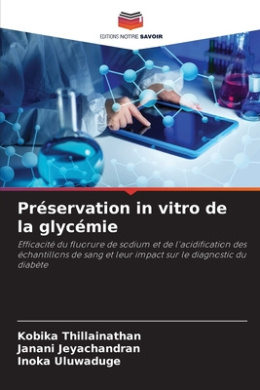 EDITIONS NOTRE SAVOIR
Préservation in vitro de
la glycémie
Efficacité du fluorure de sodium et de l'acidification des
échantillons de sang et leur impact sur le diagnostic du
diabète
Kobika Thillainathan
Janani Jeyachandran
Inoka Uluwaduge